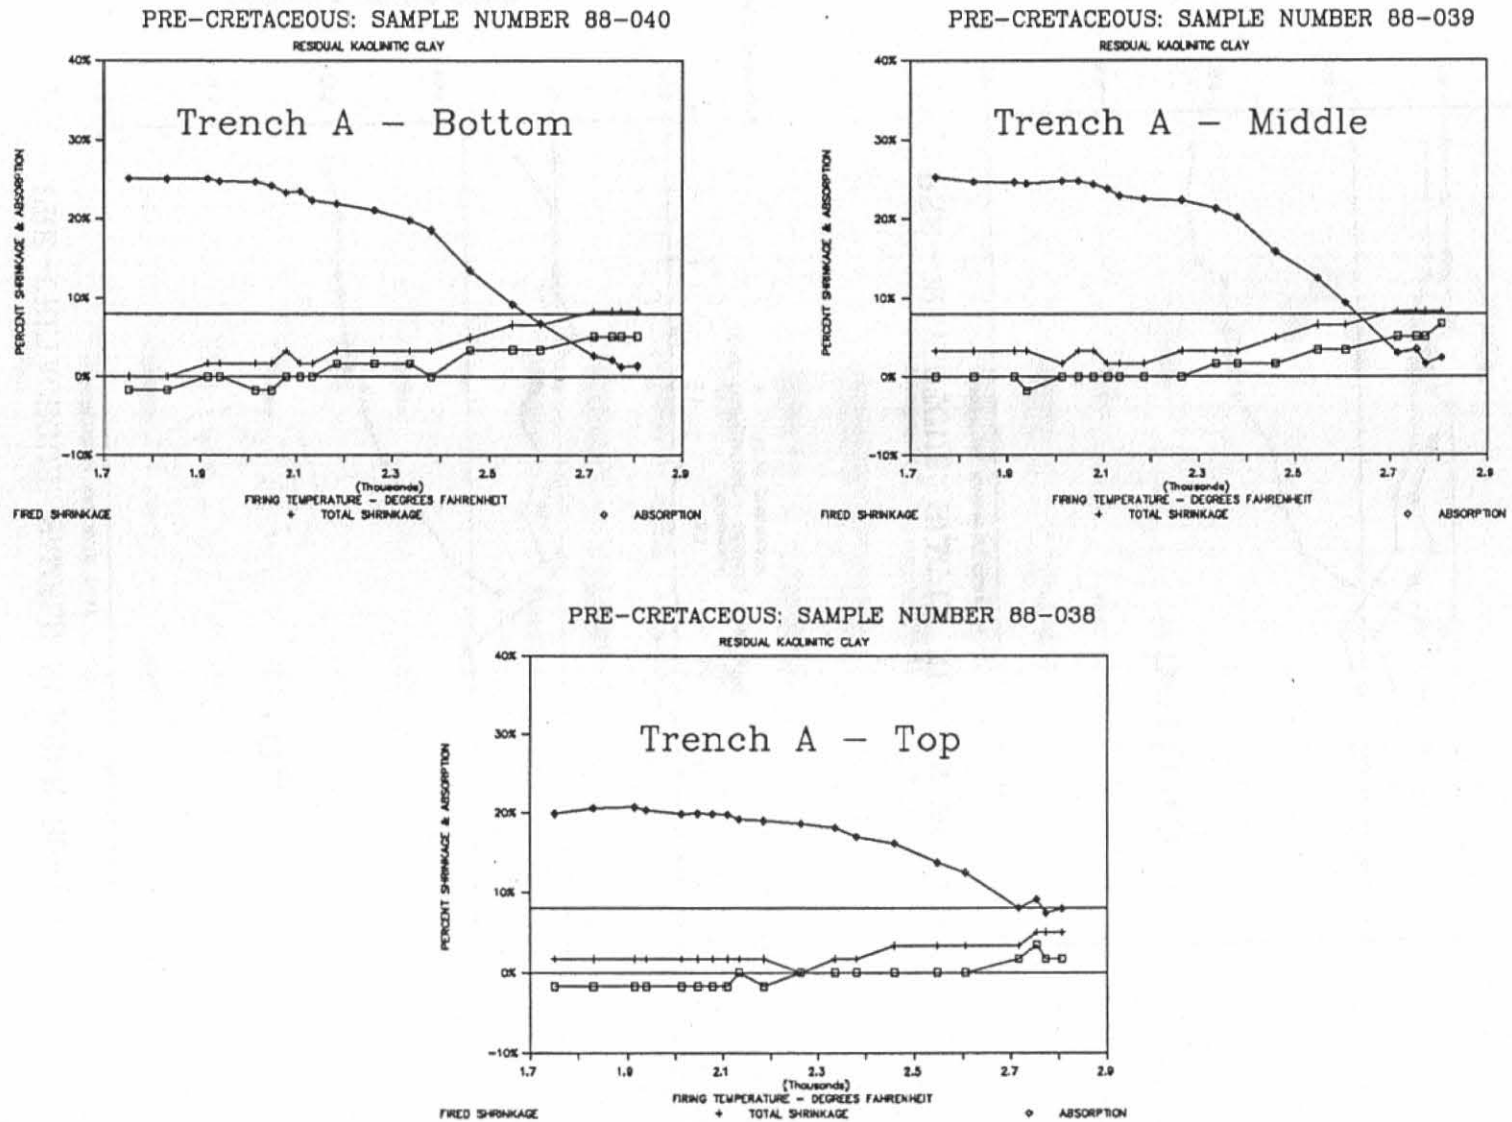 PRE-CRETACEOUS: SAMPLE NUMBER 88-040
RESIDUAL KAOLINITIC CLAY
Trench A - Bottom
PERCENT SHRINKAGE & ABSORPTION
40%
30%
20%
10%
0%
-10%
1.7 1.9 2.1 2.3 2.5 2.7 2.9
(Thousands)
FIRING TEMPERATURE - DEGREES FAHRENHEIT
FIRED SHRINKAGE + TOTAL SHRINKAGE ◇ ABSORPTION
PRE-CRETACEOUS: SAMPLE NUMBER 88-039
RESIDUAL KAOLINITIC CLAY
Trench A - Middle
PERCENT SHRINKAGE & ABSORPTION
40%
30%
20%
10%
0%
-10%
1.7 1.9 2.1 2.3 2.5 2.7 2.9
(Thousands)
FIRING TEMPERATURE - DEGREES FAHRENHEIT
FIRED SHRINKAGE + TOTAL SHRINKAGE ◇ ABSORPTION
PRE-CRETACEOUS: SAMPLE NUMBER 88-038
RESIDUAL KAOLINITIC CLAY
Trench A - Top
PERCENT SHRINKAGE & ABSORPTION
40%
30%
20%
10%
0%
-10%
1.7 1.9 2.1 2.3 2.5 2.7 2.9
(Thousands)
FIRING TEMPERATURE - DEGREES FAHRENHEIT
FIRED SHRINKAGE + TOTAL SHRINKAGE ◇ ABSORPTION